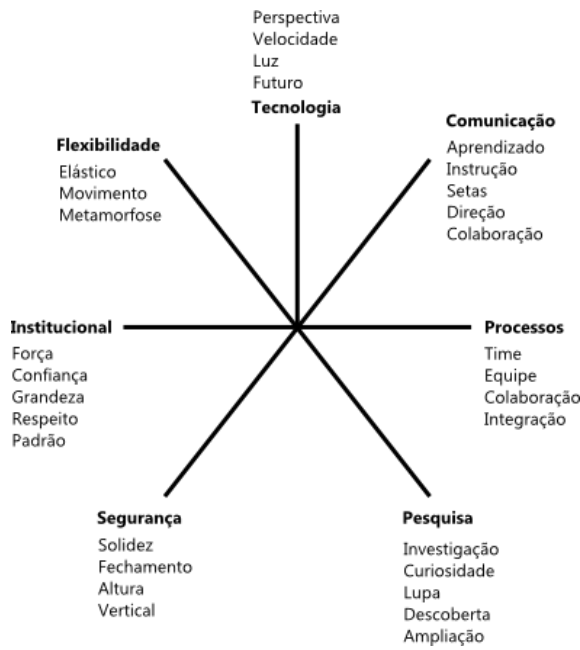 Perspectiva
Velocidade
Luz
Futuro
Tecnologia
Flexibilidade
Elástico
Movimento
Metamorfose
Comunicação
Aprendizado
Instrução
Setas
Direção
Colaboração
Institucional
Força
Confiança
Grandeza
Respeito
Padrão
Processos
Time
Equipe
Colaboração
Integração
Segurança
Solidez
Fechamento
Altura
Vertical
Pesquisa
Investigação
Curiosidade
Lupa
Descoberta
Ampliação